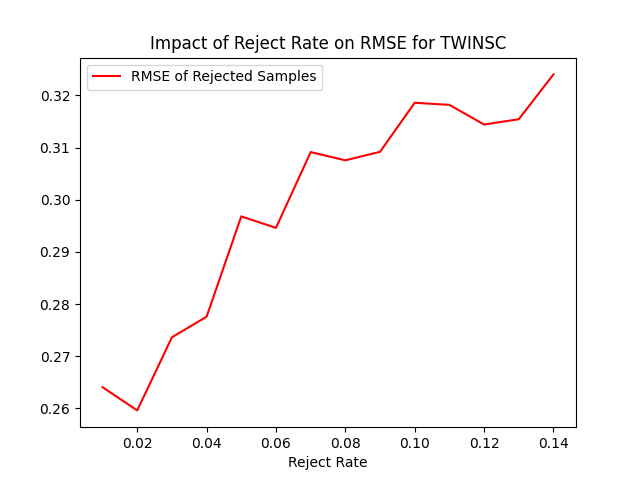 Impact of Reject Rate on RMSE for TWINSC
RMSE of Rejected Samples
0.32
0.31
0.30
0.29
0.28
0.27
0.26
0.02 0.04 0.06 0.08 0.10 0.12 0.14
Reject Rate